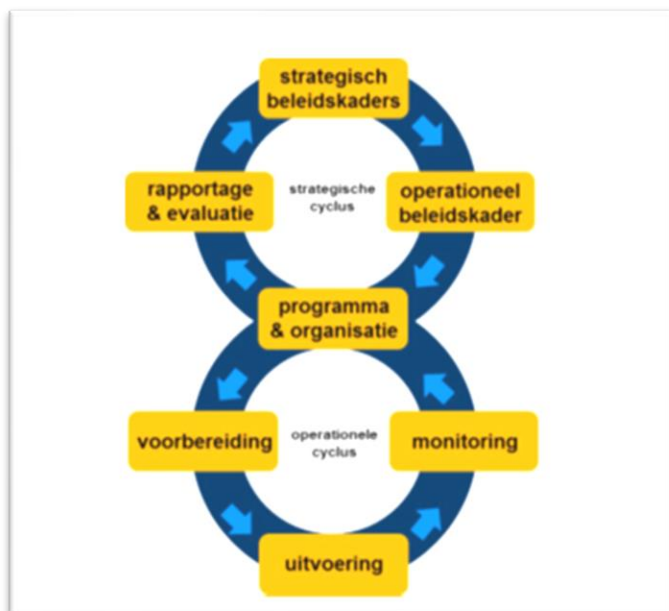 strategisch
beleidskaders
rapportage
& evaluatie
strategische
cyclus
operationeel
beleidskader
programma
& organisatie
voorbereiding
operationele
cyclus
monitoring
uitvoering